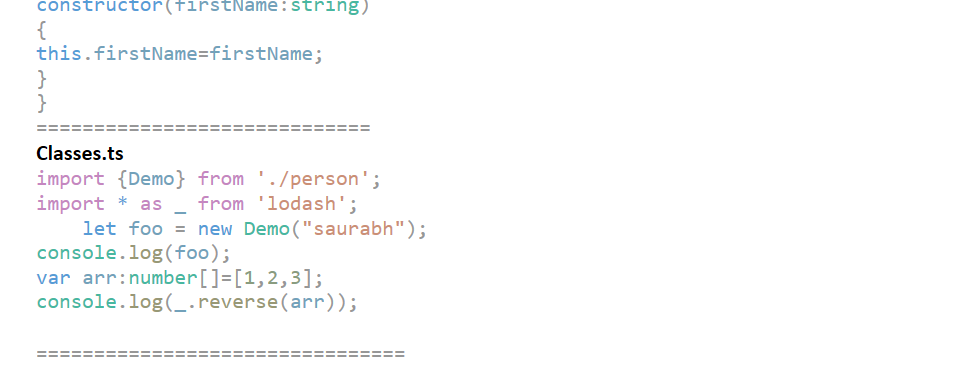 constructor(firstName:string)
{
this.firstName=firstName;
}
}
=============================
Classes.ts
import {Demo} from './person';
import * as _ from 'lodash';
    let foo = new Demo("saurabh");
console.log(foo);
var arr:number[]=[1,2,3];
console.log(_.reverse(arr));
================================